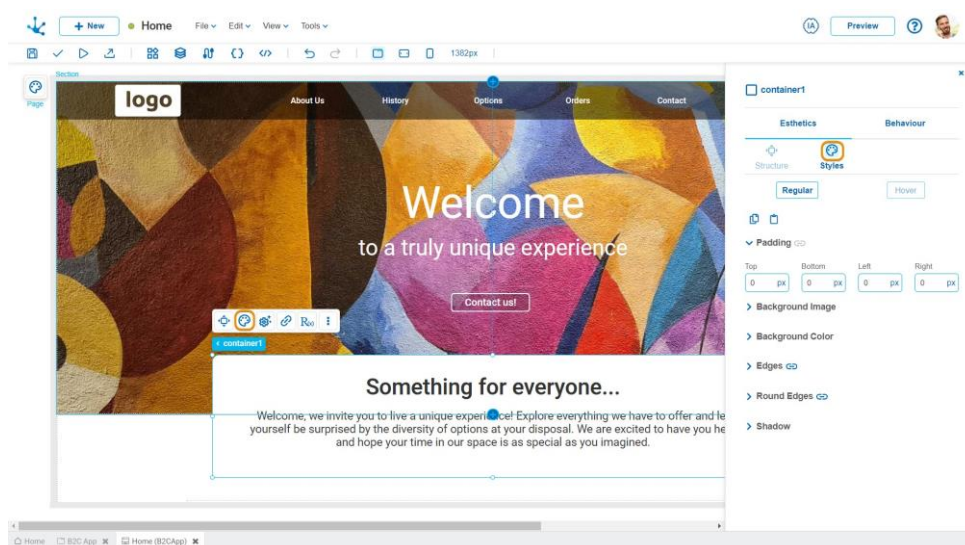 + New
Home
File
Edit
View
Tools
IA
Preview
?
1382px
Section
Page
logo
About Us
History
Options
Orders
Contact
Welcome
to a truly unique experience
Contact us!
container1
Something for everyone...
Welcome, we invite you to live a unique experience! Explore everything we have to offer and le
yourself be surprised by the diversity of options at your disposal. We are excited to have you he
and hope your time in our space is as special as you imagined.
container1
Esthetics
Behaviour
Structure
Styles
Regular
Hover
Padding
Top
Bottom
Left
Right
0 px
0 px
0 px
0 px
Background Image
Background Color
Edges
Round Edges
Shadow
Home
B2C App
Home (B2CApp)